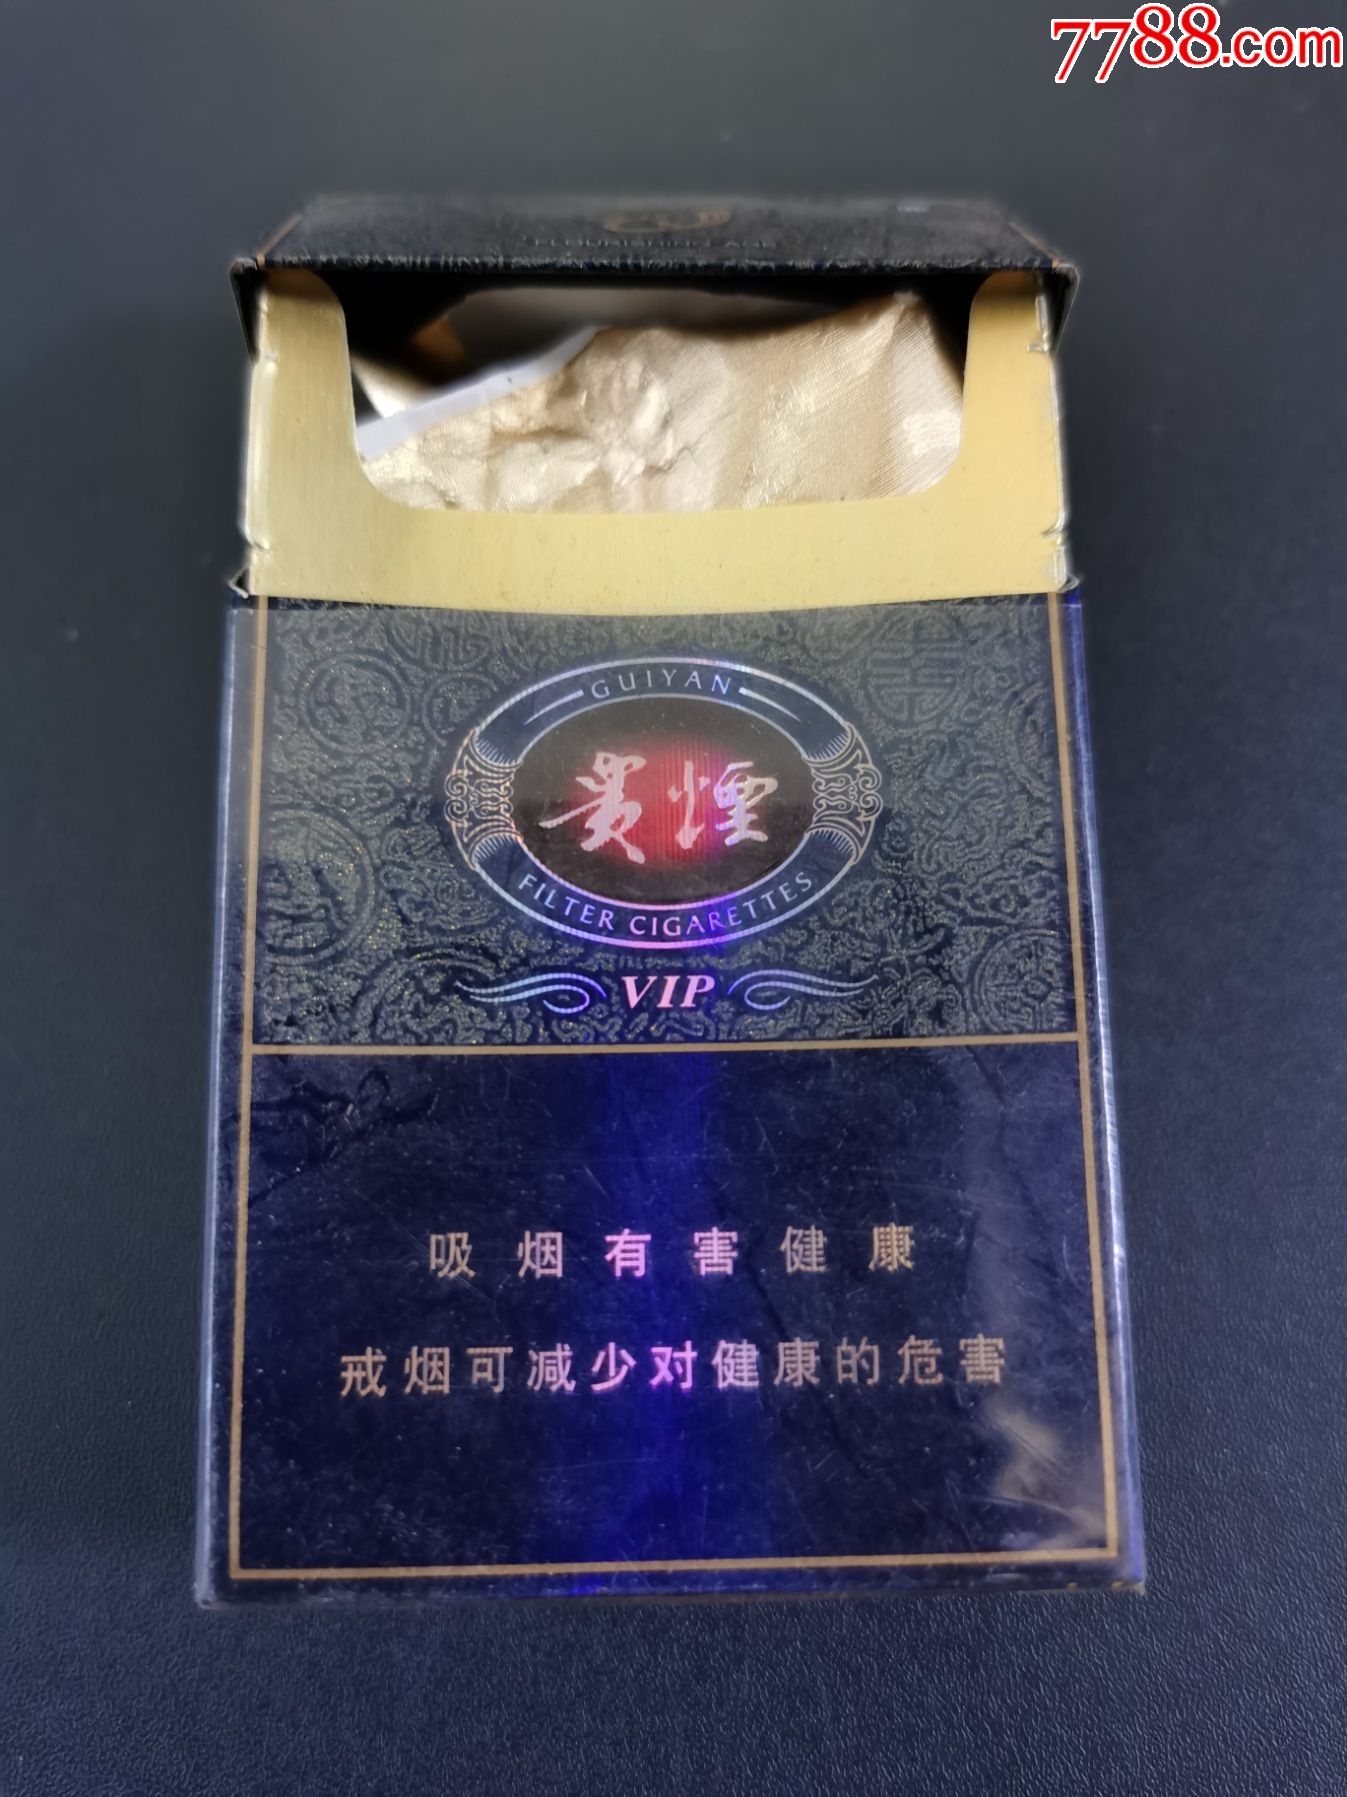 7788.com
GUIYAN
贵煙
FILTER CIGARETTES
VIP
吸烟有害健康
戒烟可减少对健康的危害